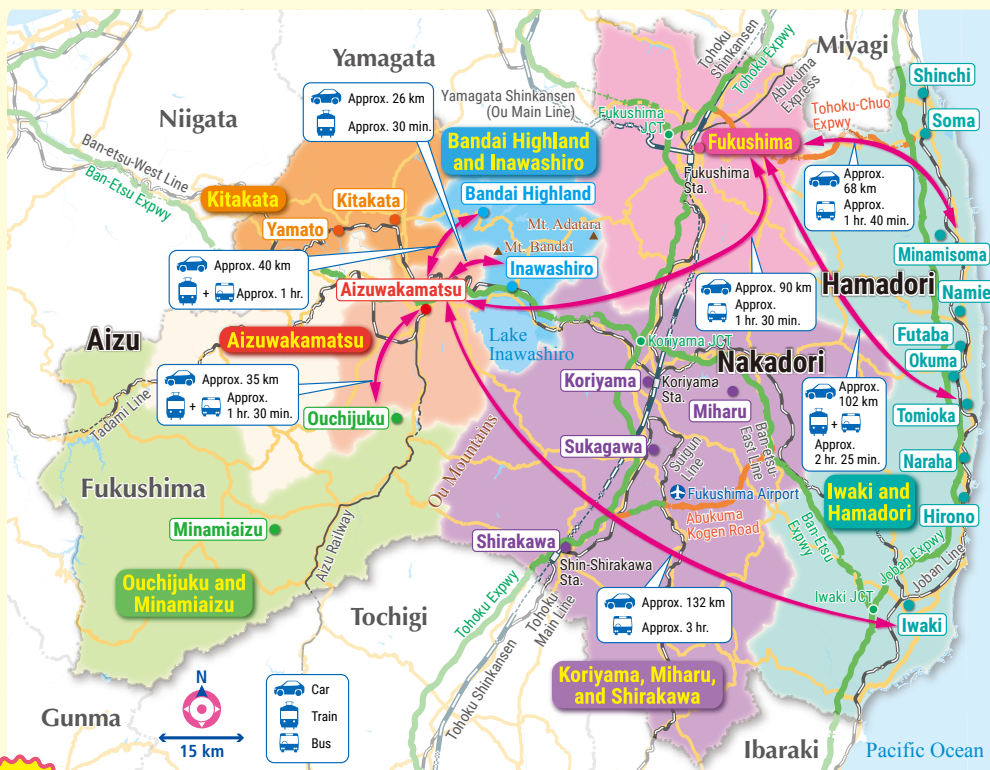 Yamagata
Miyagi
Niigata
Gunma
Tochigi
Ibaraki
Pacific Ocean
Aizu
Nakadori
Hamadori
Fukushima
Approx. 26 km
Approx. 30 min.
Yamagata Shinkansen
(Ou Main Line)
Tohoku
Shinkansen
Tohoku Expwy
Abukuma
Express
Tohoku-Chuo
Expwy
Fukushima
JCT
Fukushima
Fukushima
Sta.
Shinchi
Soma
Approx.
68 km
Approx.
1 hr. 40 min.
Ban-etsu-West Line
Ban-Etsu Expwy
Kitakata
Kitakata
Yamato
Bandai Highland
and Inawashiro
Bandai Highland
Mt. Adatara
Mt. Bandai
Inawashiro
Approx. 40 km
+
Approx. 1 hr.
Aizuwakamatsu
Aizuwakamatsu
Lake
Inawashiro
Approx. 90 km
Approx.
1 hr. 30 min.
Minamisoma
Namie
Futaba
Okuma
Tomioka
Naraha
Hirono
Iwaki
Approx. 35 km
+
Approx.
1 hr. 30 min.
Tadami Line
Ouchijuku
Ou Mountains
Koriyama JCT
Koriyama
Koriyama
Sta.
Miharu
Sukagawa
Suigun
Line
Ban-etsu-
East Line
Approx.
102 km
+
Approx.
2 hr. 25 min.
Iwaki and
Hamadori
Fukushima Airport
Abukuma
Kogen Road
Ban-Etsu
Expwy
Joban Expwy
Joban Line
Iwaki JCT
Minamiaizu
Ouchijuku and
Minamiaizu
Aizu Railway
Shirakawa
Shin-Shirakawa
Sta.
Tohoku Expwy
Tohoku
Main Line
Tohoku Shinkansen
Approx. 132 km
Approx. 3 hr.
Koriyama, Miharu,
and Shirakawa
N
15 km
Car
Train
Bus